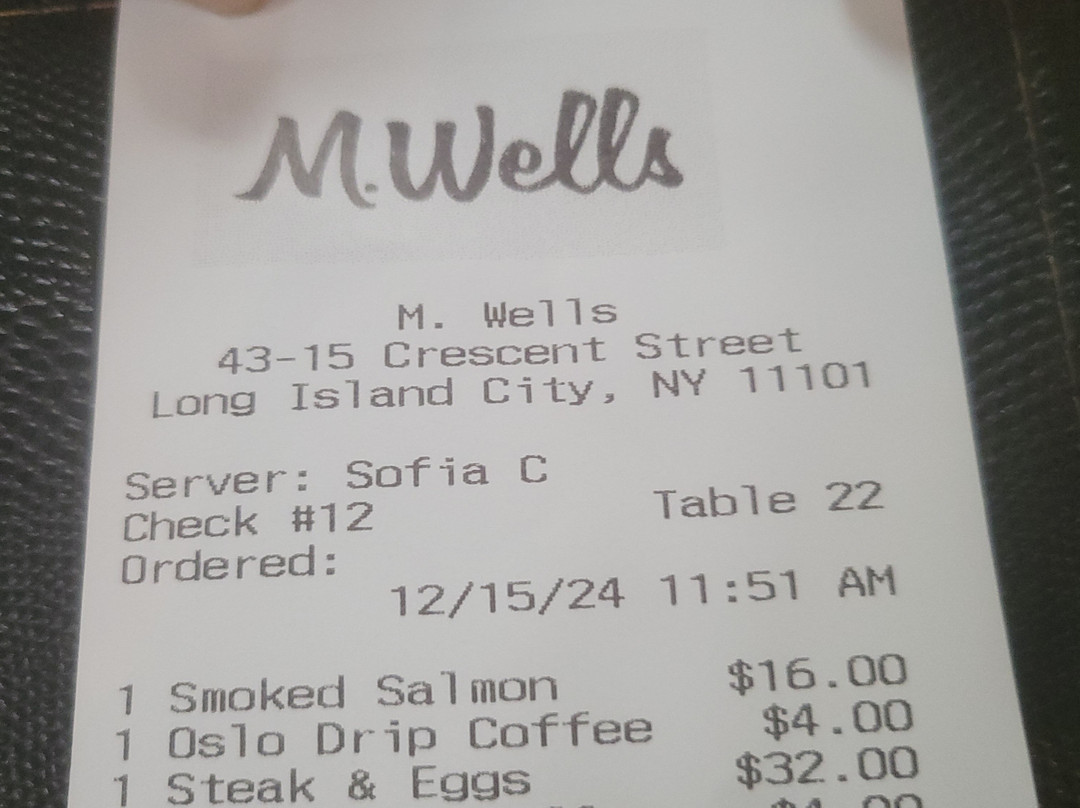 M.Wells
M. Wells
43-15 Crescent Street
Long Island City, NY 11101
Server: Sofia C
Check #12 Table 22
Ordered:
12/15/24 11:51 AM
1 Smoked Salmon $16.00
1 Oslo Drip Coffee $4.00
1 Steak & Eggs $32.00